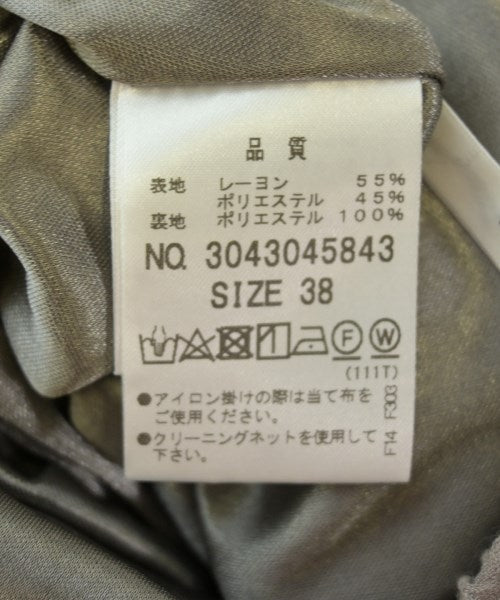 品質
表地 レーヨン 55%
ポリエステル 45%
裏地 ポリエステル 100%
NO. 3043045843
SIZE 38
F W
(111T)
●アイロン掛けの際は当て布を
ご使用ください。
●クリーニングネットを使用して
下さい。
F14 F303